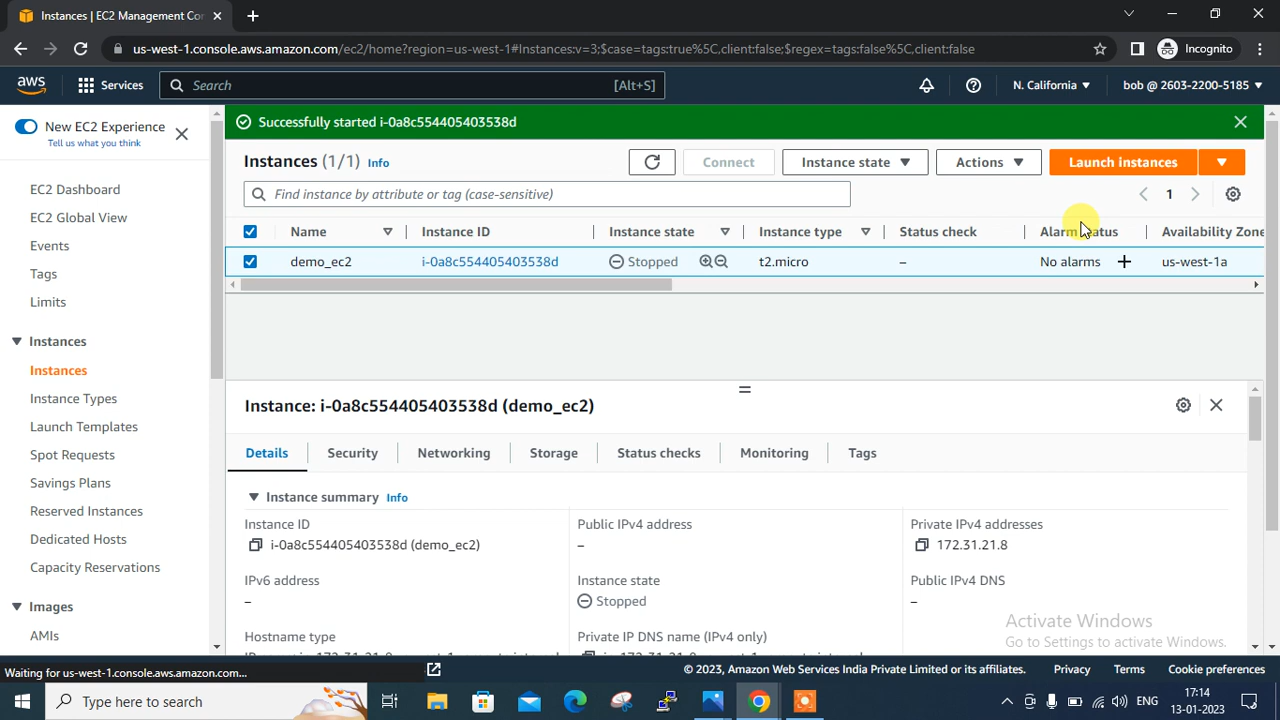 Instances | EC2 Management Con
us-west-1.console.aws.amazon.com/ec2/home?region=us-west-1#Instances:v=3;$case=tags:true%5C,client:false;$regex=tags:false%5C,client:false
Incognito
aws
Services
Search
[Alt+S]
N. California
bob @ 2603-2200-5185
New EC2 Experience
Tell us what you think
EC2 Dashboard
EC2 Global View
Events
Tags
Limits
Instances
Instances
Instance Types
Launch Templates
Spot Requests
Savings Plans
Reserved Instances
Dedicated Hosts
Capacity Reservations
Images
AMIs
Successfully started i-0a8c554405403538d
Instances (1/1) Info
Connect
Instance state
Actions
Launch instances
Find instance by attribute or tag (case-sensitive)
1
Name
Instance ID
Instance state
Instance type
Status check
Alarm status
Availability Zone
demo_ec2
i-0a8c554405403538d
Stopped
t2.micro
–
No alarms
us-west-1a
Instance: i-0a8c554405403538d (demo_ec2)
Details
Security
Networking
Storage
Status checks
Monitoring
Tags
Instance summary Info
Instance ID
i-0a8c554405403538d (demo_ec2)
Public IPv4 address
–
Private IPv4 addresses
172.31.21.8
IPv6 address
–
Instance state
Stopped
Public IPv4 DNS
–
Hostname type
Private IP DNS name (IPv4 only)
Activate Windows
Go to Settings to activate Windows.
Waiting for us-west-1.console.aws.amazon.com...
© 2023, Amazon Web Services India Private Limited or its affiliates.
Privacy
Terms
Cookie preferences
Type here to search
ENG
17:14
13-01-2023